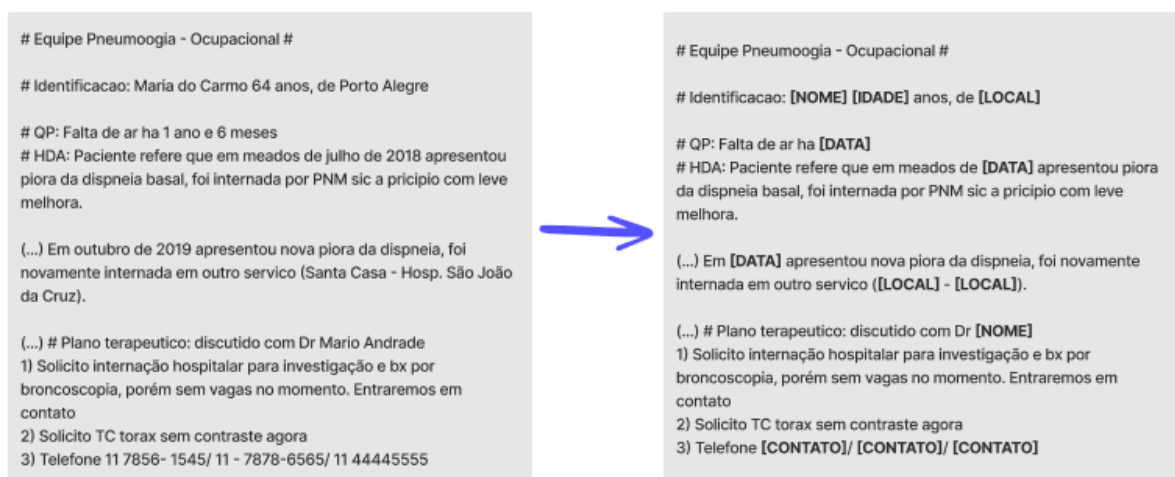 # Equipe Pneumoogia - Ocupacional #
# Identificacao: Maria do Carmo 64 anos, de Porto Alegre
# QP: Falta de ar ha 1 ano e 6 meses
# HDA: Paciente refere que em meados de julho de 2018 apresentou
piora da dispneia basal, foi internada por PNM sic a pricipio com leve
melhora.
(...) Em outubro de 2019 apresentou nova piora da dispneia, foi
novamente internada em outro servico (Santa Casa - Hosp. São João
da Cruz).
(...) # Plano terapeutico: discutido com Dr Mario Andrade
1) Solicito internação hospitalar para investigação e bx por
broncoscopia, porém sem vagas no momento. Entraremos em
contato
2) Solicito TC torax sem contraste agora
3) Telefone 11 7856- 1545/ 11 - 7878-6565/ 11 44445555
# Equipe Pneumoogia - Ocupacional #
# Identificacao: [NOME] [IDADE] anos, de [LOCAL]
# QP: Falta de ar ha [DATA]
# HDA: Paciente refere que em meados de [DATA] apresentou piora
da dispneia basal, foi internada por PNM sic a pricipio com leve
melhora.
(...) Em [DATA] apresentou nova piora da dispneia, foi novamente
internada em outro servico ([LOCAL] - [LOCAL]).
(...) # Plano terapeutico: discutido com Dr [NOME]
1) Solicito internação hospitalar para investigação e bx por
broncoscopia, porém sem vagas no momento. Entraremos em
contato
2) Solicito TC torax sem contraste agora
3) Telefone [CONTATO]/ [CONTATO]/ [CONTATO]